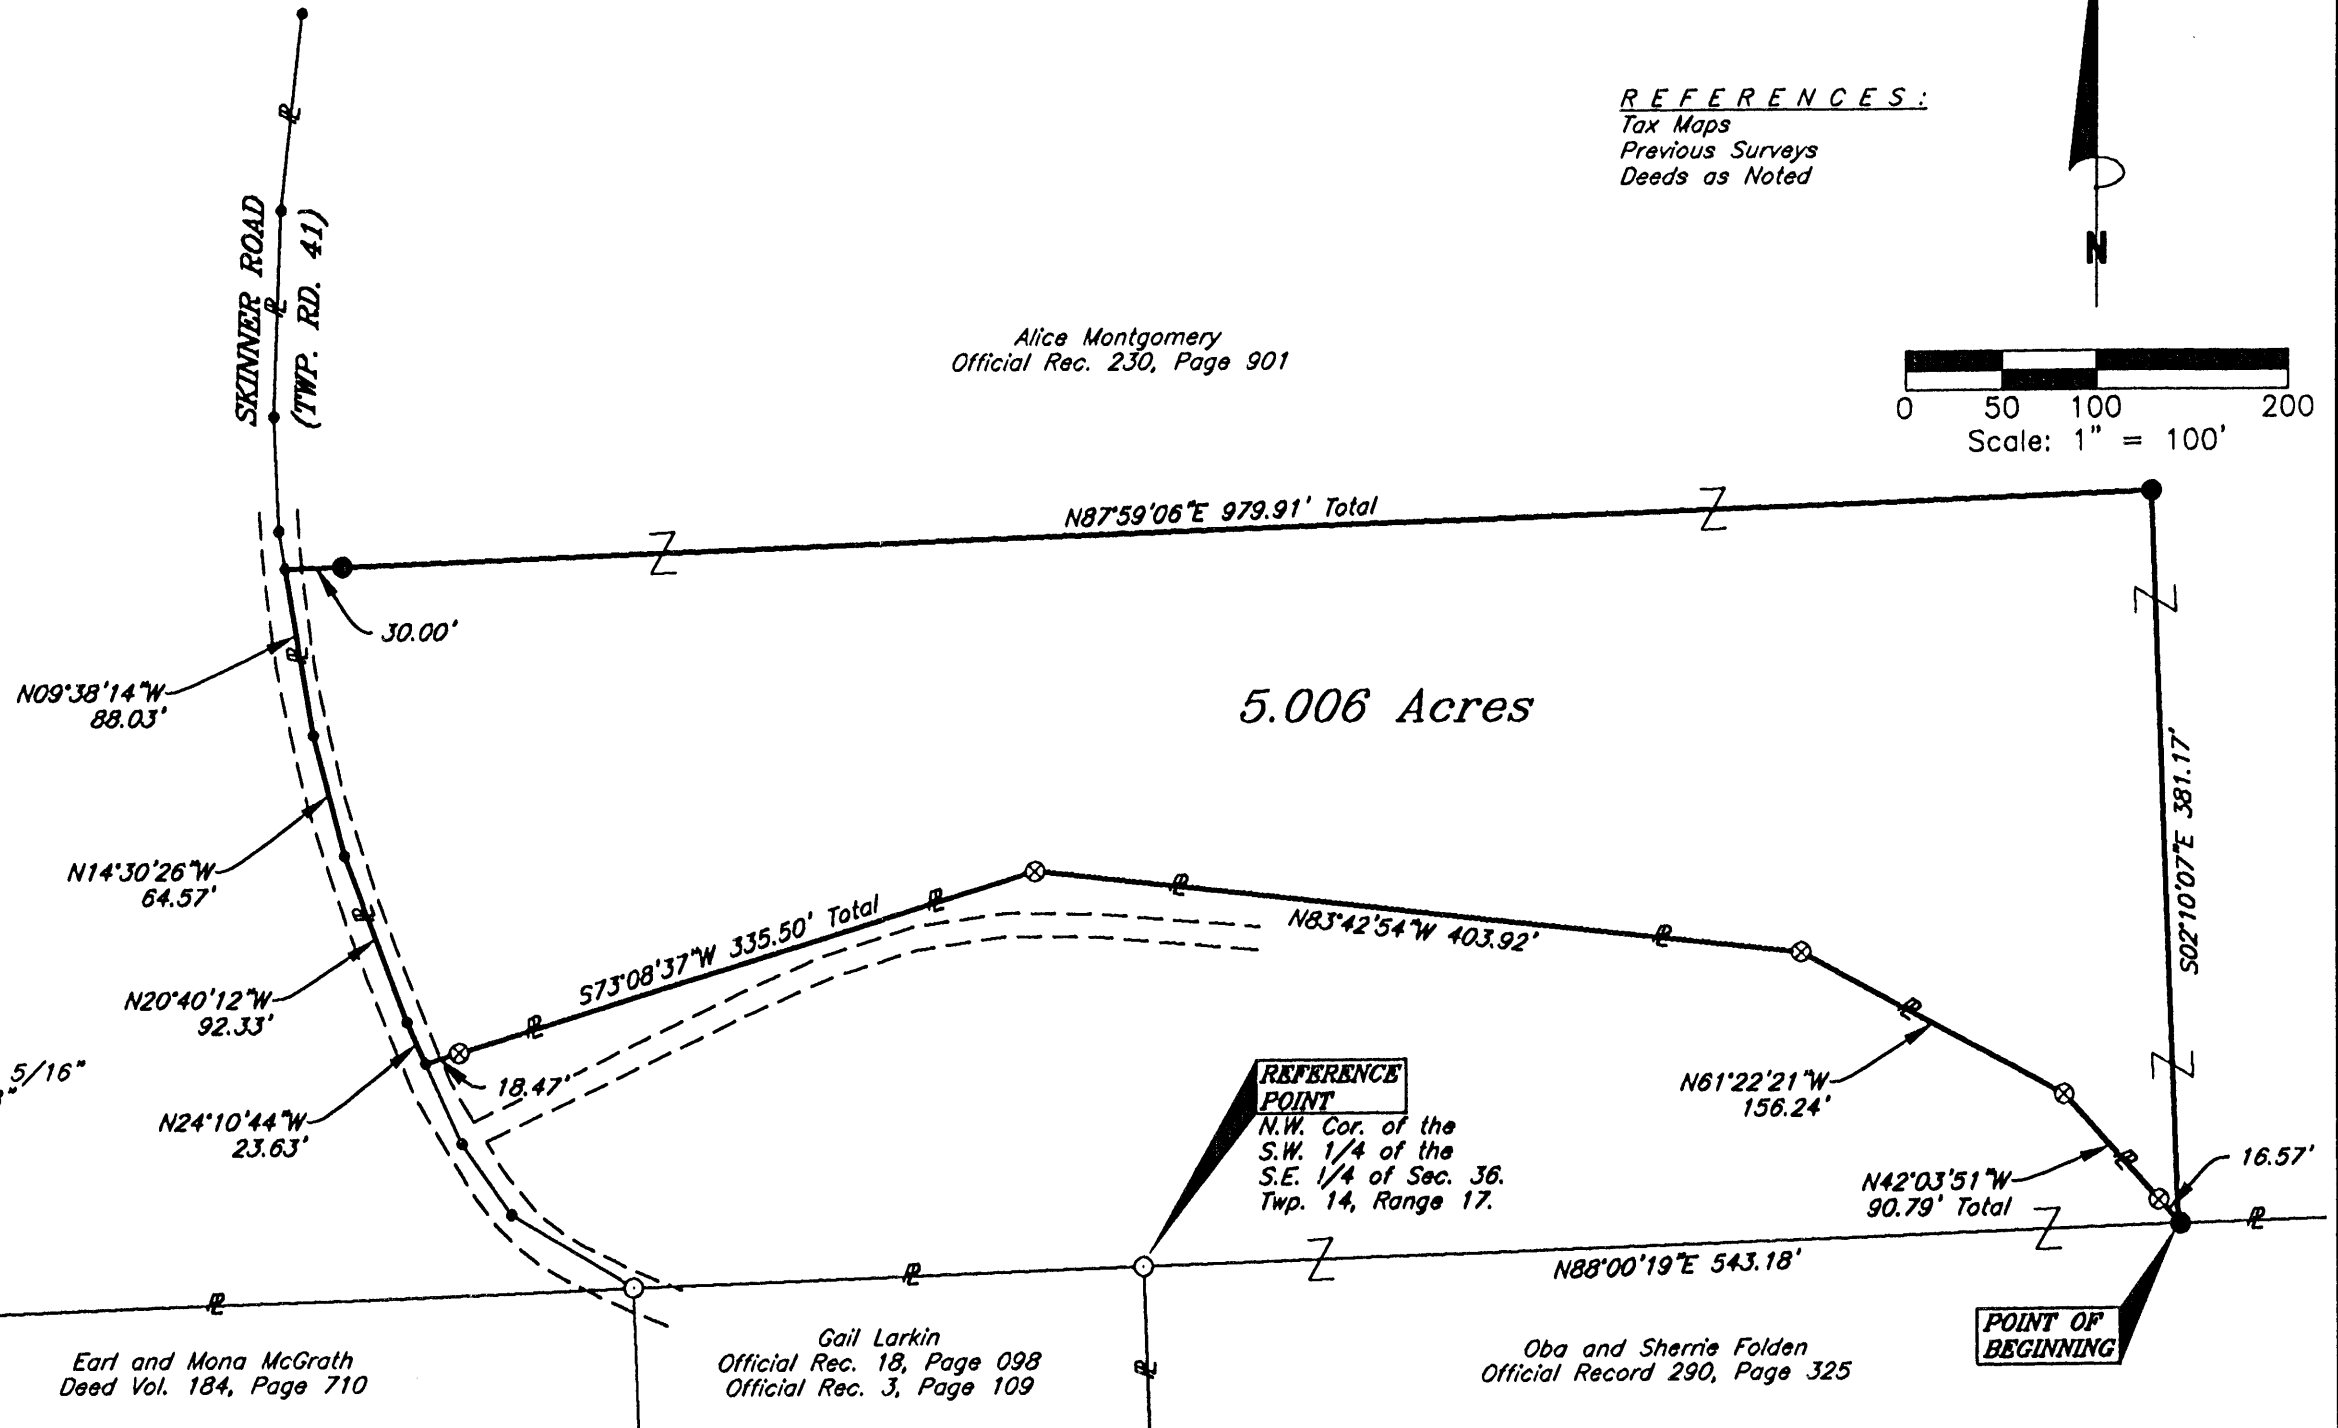 REFERENCES:
Tax Maps
Previous Surveys
Deeds as Noted
N
0 50 100 200
Scale: 1" = 100'
SKINNER ROAD
(TWP. RD. 41)
Alice Montgomery
Official Rec. 230, Page 901
N87°59'06"E 979.91' Total
30.00'
N09°38'14"W
88.03'
5.006 Acres
S02°10'07"E 381.17'
N14°30'26"W
64.57'
S73°08'37"W 335.50' Total
N83°42'54"W 403.92'
N20°40'12"W
92.33'
5/16"
18.47'
N24°10'44"W
23.63'
REFERENCE
POINT
N.W. Cor. of the
S.W. 1/4 of the
S.E. 1/4 of Sec. 36.
Twp. 14, Range 17.
N61°22'21"W
156.24'
16.57'
N42°03'51"W
90.79' Total
N88°00'19"E 543.18'
POINT OF
BEGINNING
Earl and Mona McGrath
Deed Vol. 184, Page 710
Gail Larkin
Official Rec. 18, Page 098
Official Rec. 3, Page 109
Oba and Sherrie Folden
Official Record 290, Page 325